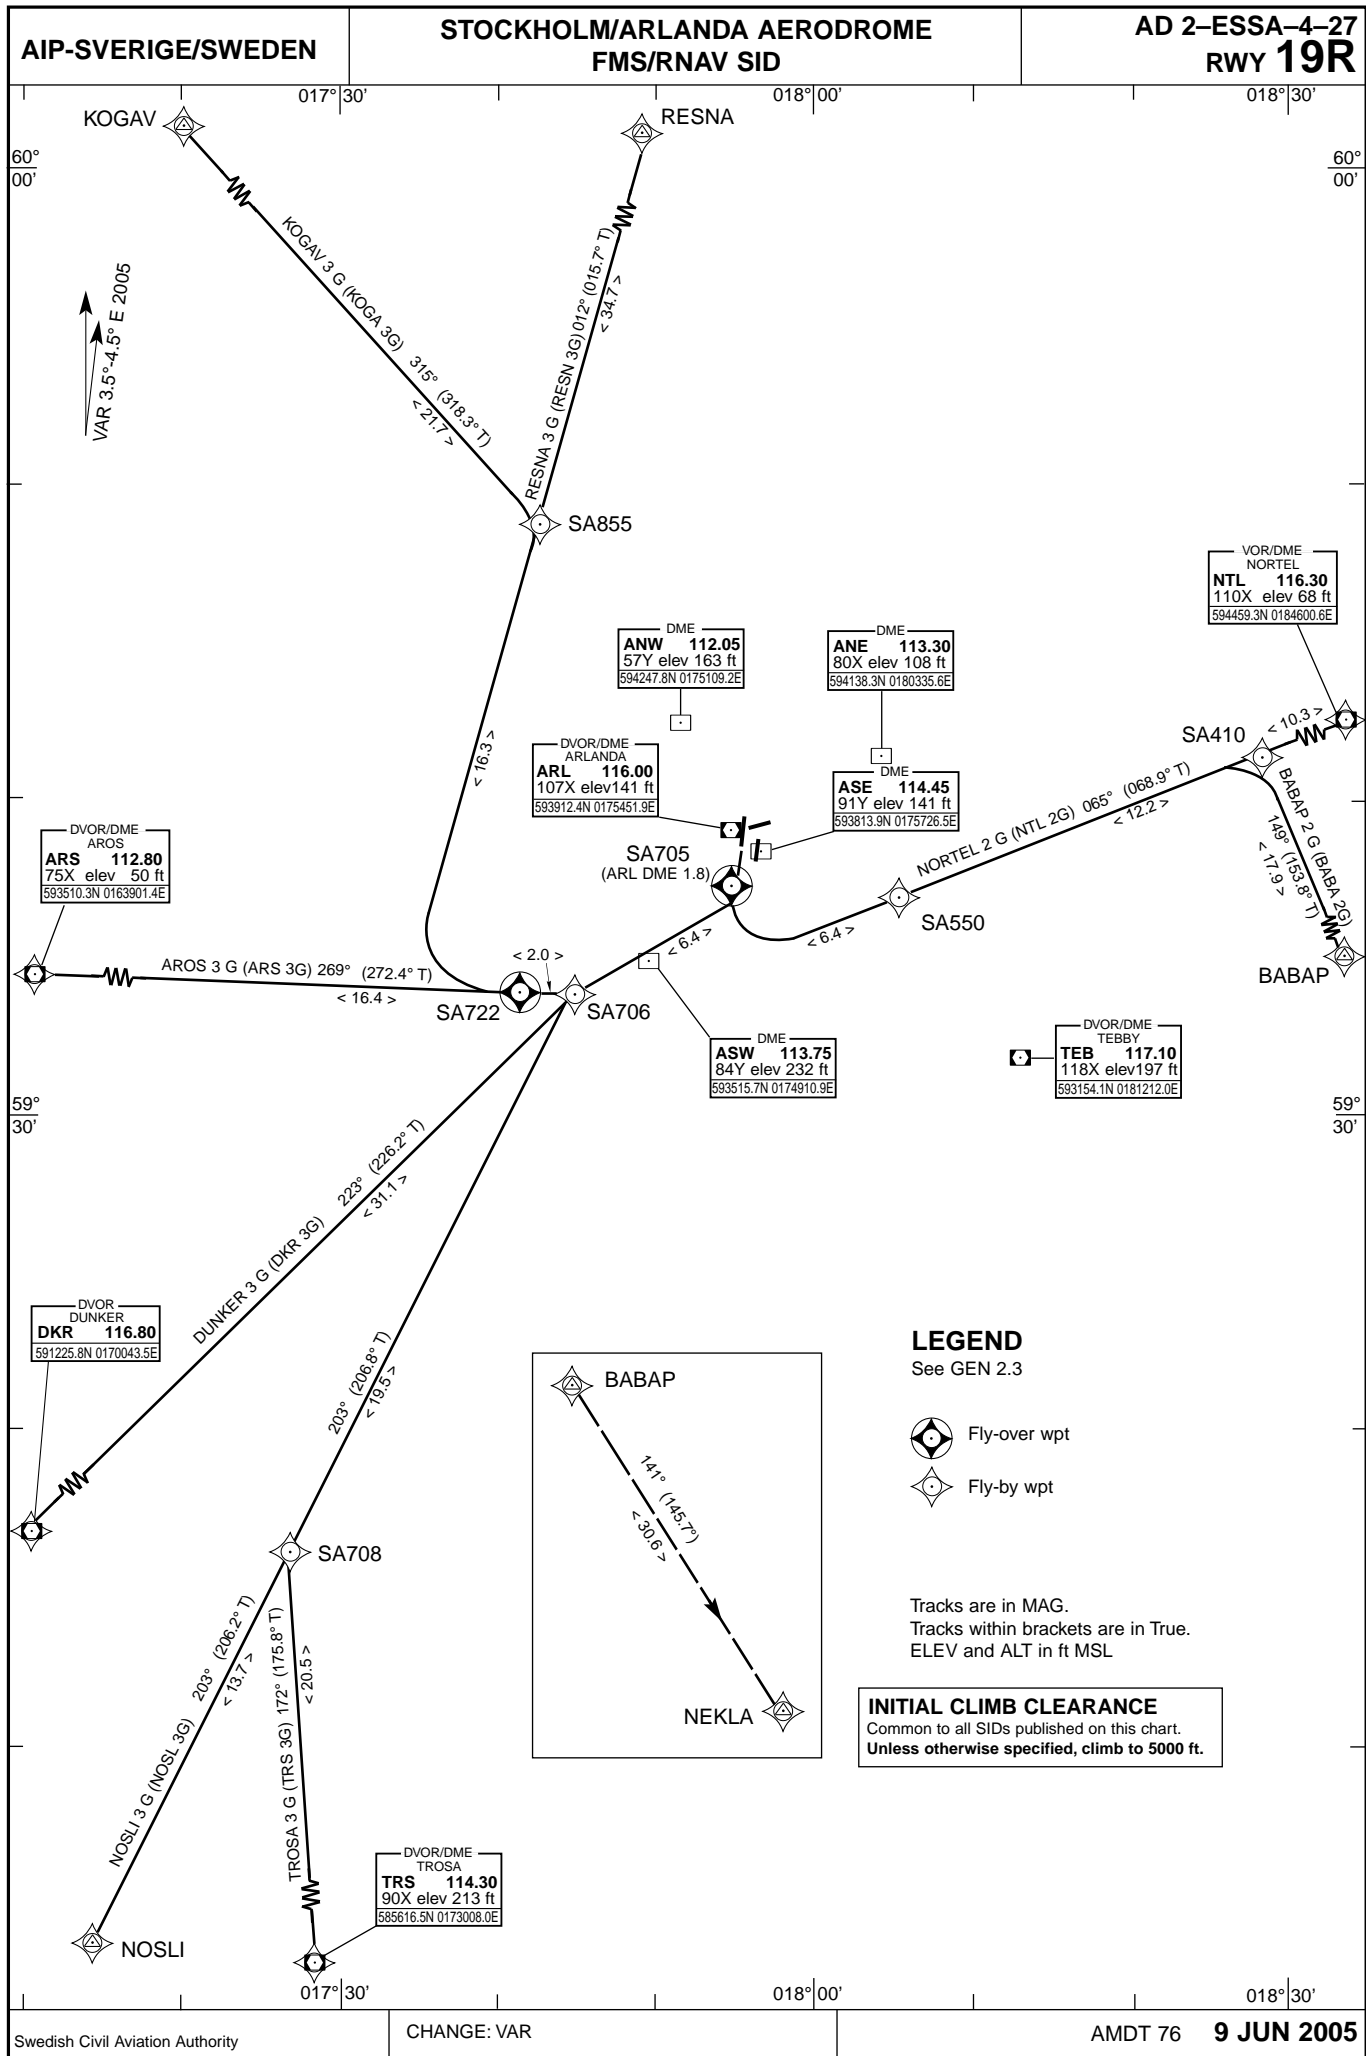 AIP-SVERIGE/SWEDEN
STOCKHOLM/ARLANDA AERODROME
FMS/RNAV SID
AD 2–ESSA–4–27
RWY 19R
017° 30’
018° 00’
018° 30’
KOGAV
RESNA
60°
00’
60°
00’
VAR 3.5°-4.5° E 2005
KOGAV 3 G (KOGA 3G) 315° (318.3° T)
< 21.7 >
RESNA 3 G (RESN 3G) 012° (015.7° T)
< 34.7 >
SA855
VOR/DME
NORTEL
NTL 116.30
110X elev 68 ft
594459.3N 0184600.6E
DME
ANW 112.05
57Y elev 163 ft
594247.8N 0175109.2E
DME
ANE 113.30
80X elev 108 ft
594138.3N 0180335.6E
< 16.3 >
DVOR/DME
ARLANDA
ARL 116.00
107X elev141 ft
593912.4N 0175451.9E
DME
ASE 114.45
91Y elev 141 ft
593813.9N 0175726.5E
SA410
< 10.3 >
NORTEL 2 G (NTL 2G) 065° (068.9° T)
< 12.2 >
BABAP 2 G (BABA 2G)
149° (153.8° T)
< 17.9 >
DVOR/DME
AROS
ARS 112.80
75X elev 50 ft
593510.3N 0163901.4E
SA705
(ARL DME 1.8)
SA550
< 6.4 >
< 6.4 >
BABAP
AROS 3 G (ARS 3G) 269° (272.4° T)
< 16.4 >
< 2.0 >
SA722
SA706
DME
ASW 113.75
84Y elev 232 ft
593515.7N 0174910.9E
DVOR/DME
TEBBY
TEB 117.10
118X elev197 ft
593154.1N 0181212.0E
59°
30’
59°
30’
DUNKER 3 G (DKR 3G) 223° (226.2° T)
< 31.1 >
DVOR
DUNKER
DKR 116.80
591225.8N 0170043.5E
203° (206.8° T)
< 19.5 >
BABAP
141° (145.7°)
< 30.6 >
NEKLA
LEGEND
See GEN 2.3
Fly-over wpt
Fly-by wpt
SA708
NOSLI 3 G (NOSL 3G) 203° (206.2° T)
< 13.7 >
TROSA 3 G (TRS 3G) 172° (175.8° T)
< 20.5 >
Tracks are in MAG.
Tracks within brackets are in True.
ELEV and ALT in ft MSL
INITIAL CLIMB CLEARANCE
Common to all SIDs published on this chart.
Unless otherwise specified, climb to 5000 ft.
DVOR/DME
TROSA
TRS 114.30
90X elev 213 ft
585616.5N 0173008.0E
NOSLI
017° 30’
018° 00’
018° 30’
Swedish Civil Aviation Authority
CHANGE: VAR
AMDT 76 9 JUN 2005